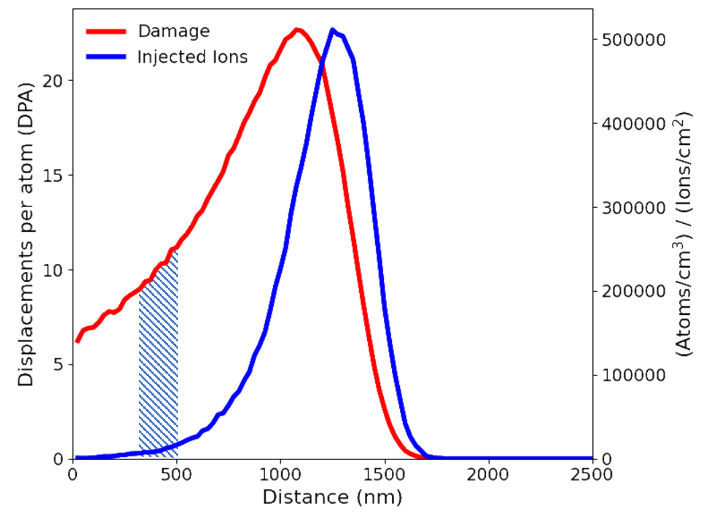 Damage
Injected Ions
Displacements per atom (DPA)
20
15
10
5
0
500000
400000
300000
200000
100000
0
(Atoms/cm³) / (Ions/cm²)
0 500 1000 1500 2000 2500
Distance (nm)